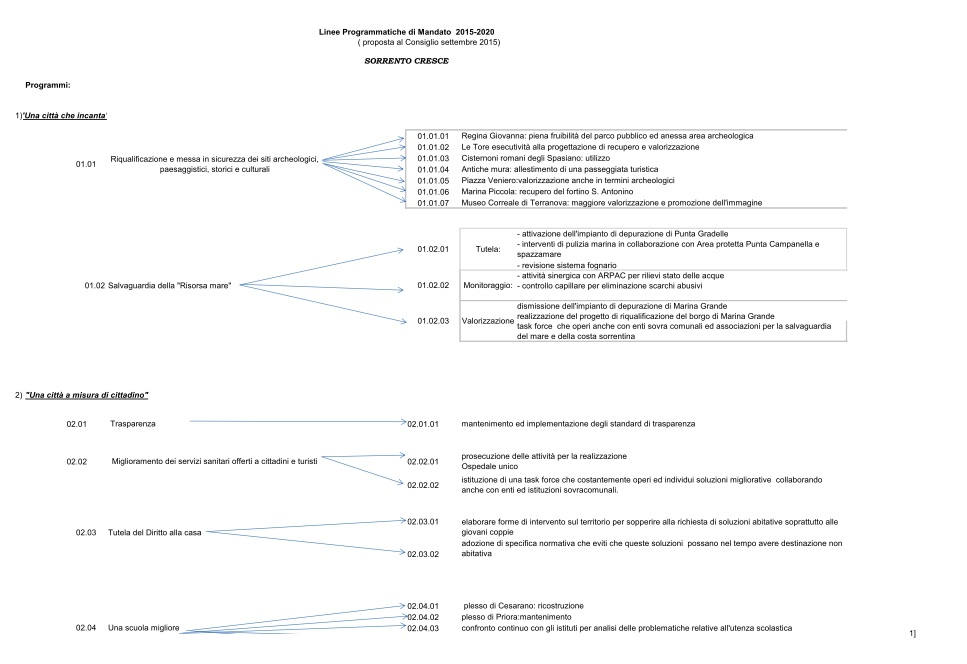 Linee Programmatiche di Mandato 2015-2020
( proposta al Consiglio settembre 2015)
SORRENTO CRESCE
Programmi:
1)'Una città che incanta'
01.01 Riqualificazione e messa in sicurezza dei siti archeologici,
paesaggistici, storici e culturali
01.01.01 Regina Giovanna: piena fruibilità del parco pubblico ed anessa area archeologica
01.01.02 Le Tore esecutività alla progettazione di recupero e valorizzazione
01.01.03 Cisternoni romani degli Spasiano: utilizzo
01.01.04 Antiche mura: allestimento di una passeggiata turistica
01.01.05 Piazza Veniero:valorizzazione anche in termini archeologici
01.01.06 Marina Piccola: recupero del fortino S. Antonino
01.01.07 Museo Correale di Terranova: maggiore valorizzazione e promozione dell'immagine
01.02 Salvaguardia della "Risorsa mare"
01.02.01 Tutela:
- attivazione dell'impianto di depurazione di Punta Gradelle
- interventi di pulizia marina in collaborazione con Area protetta Punta Campanella e
spazzamare
- revisione sistema fognario
01.02.02 Monitoraggio:
- attività sinergica con ARPAC per rilievi stato delle acque
- controllo capillare per eliminazione scarchi abusivi
01.02.03 Valorizzazione
dismissione dell'impianto di depurazione di Marina Grande
realizzazione del progetto di riqualificazione del borgo di Marina Grande
task force che operi anche con enti sovra comunali ed associazioni per la salvaguardia
del mare e della costa sorrentina
2) "Una città a misura di cittadino"
02.01 Trasparenza
02.01.01 mantenimento ed implementazione degli standard di trasparenza
02.02 Miglioramento dei servizi sanitari offerti a cittadini e turisti
02.02.01 prosecuzione delle attività per la realizzazione
Ospedale unico
02.02.02 istituzione di una task force che costantemente operi ed individui soluzioni migliorative collaborando
anche con enti ed istituzioni sovracomunali.
02.03 Tutela del Diritto alla casa
02.03.01 elaborare forme di intervento sul territorio per sopperire alla richiesta di soluzioni abitative soprattutto alle
giovani coppie
02.03.02 adozione di specifica normativa che eviti che queste soluzioni possano nel tempo avere destinazione non
abitativa
02.04 Una scuola migliore
02.04.01 plesso di Cesarano: ricostruzione
02.04.02 plesso di Priora:mantenimento
02.04.03 confronto continuo con gli istituti per analisi delle problematiche relative all'utenza scolastica
1]